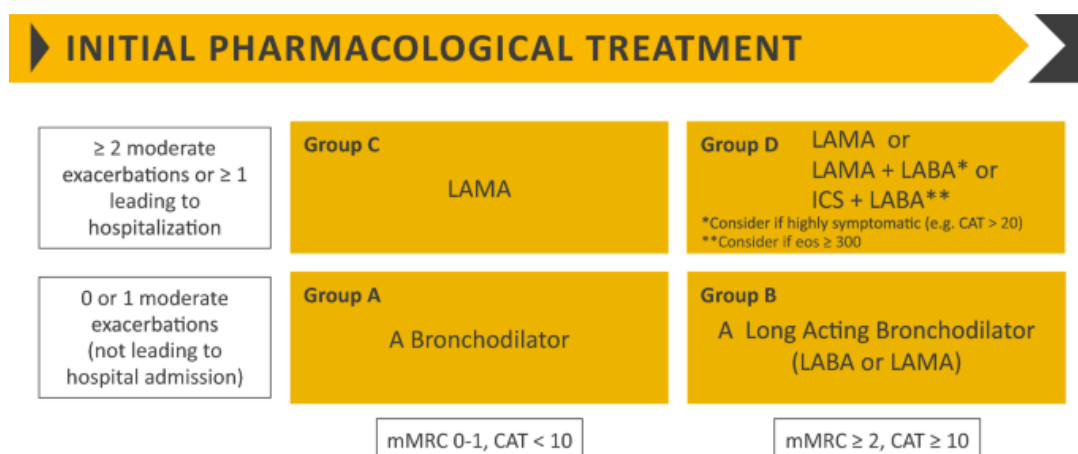 INITIAL PHARMACOLOGICAL TREATMENT
≥ 2 moderate
exacerbations or ≥ 1
leading to
hospitalization
Group C
LAMA
Group D
LAMA or
LAMA + LABA* or
ICS + LABA**
*Consider if highly symptomatic (e.g. CAT > 20)
**Consider if eos ≥ 300
0 or 1 moderate
exacerbations
(not leading to
hospital admission)
Group A
A Bronchodilator
Group B
A Long Acting Bronchodilator
(LABA or LAMA)
mMRC 0-1, CAT < 10
mMRC ≥ 2, CAT ≥ 10